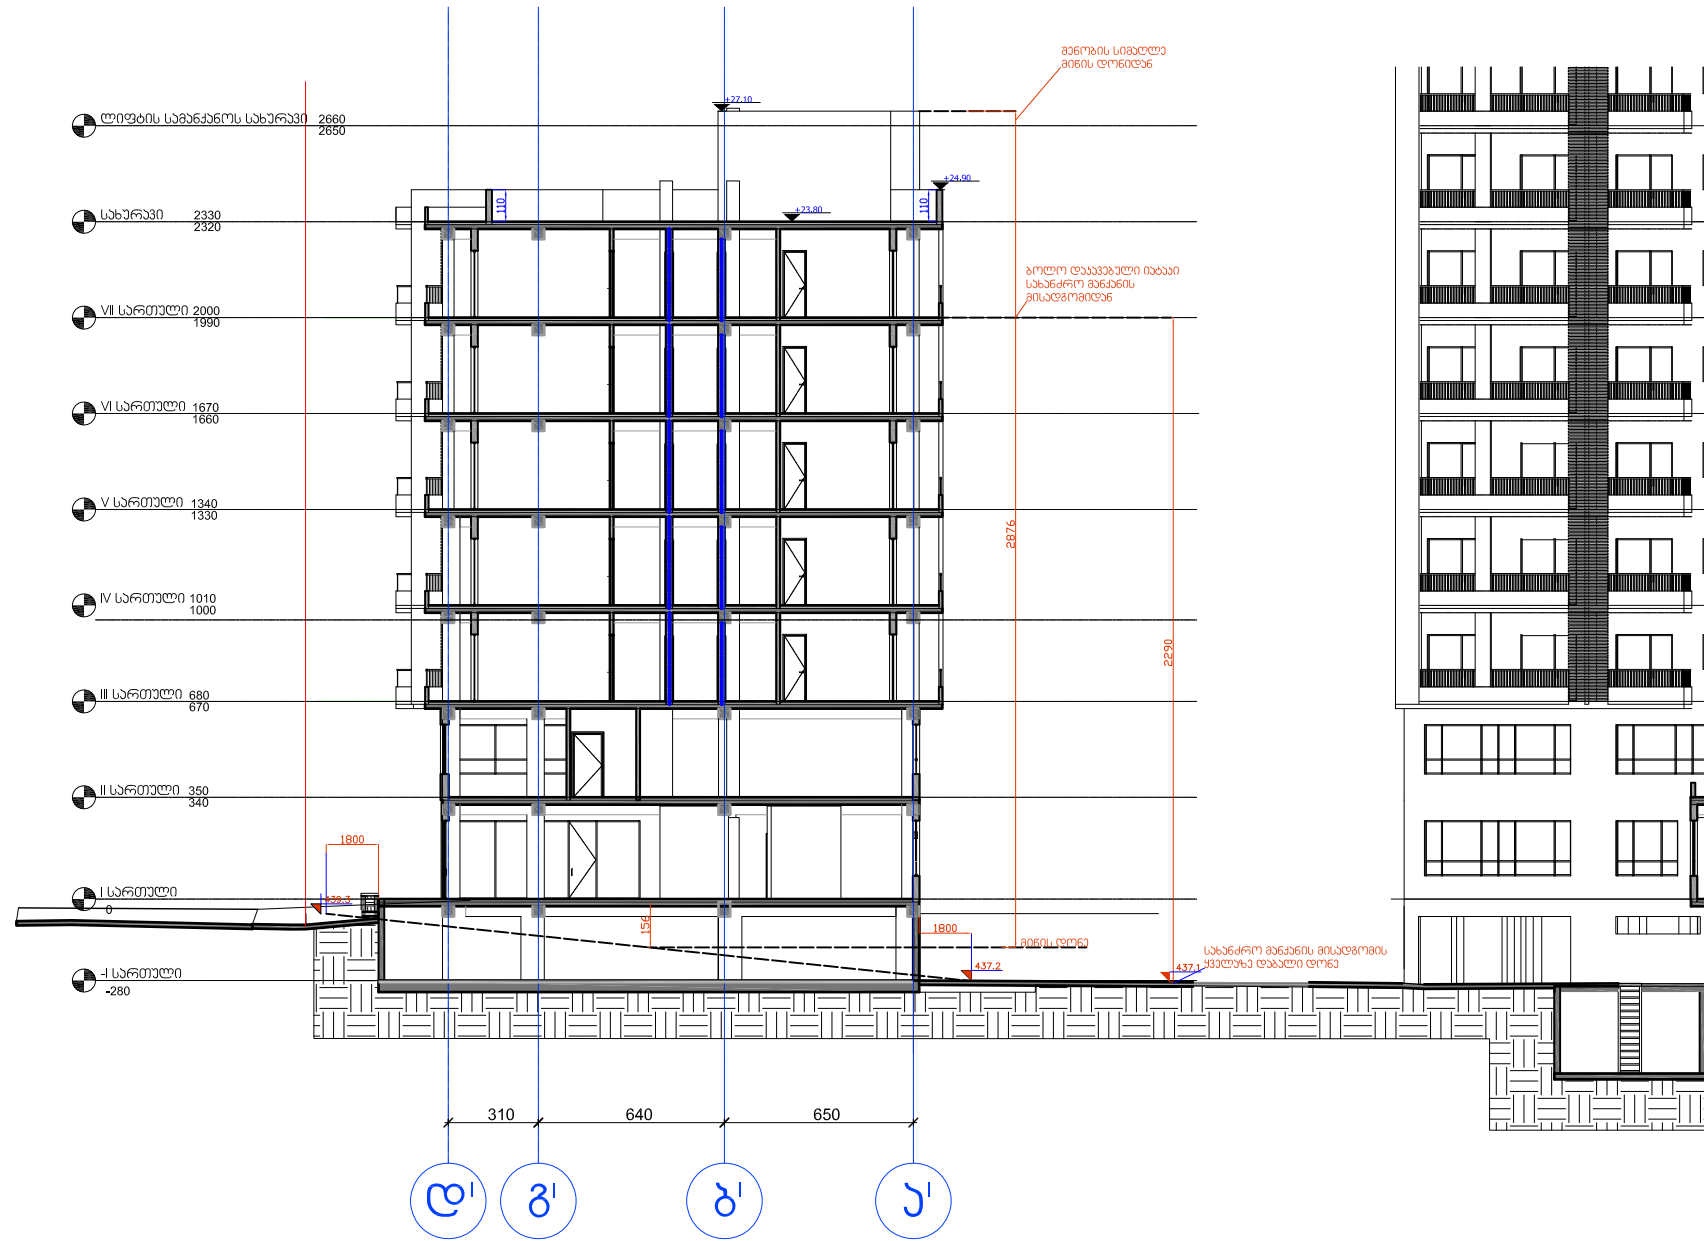 შენობის სიმაღლე
მიწის დონიდან
+27.10
ლიფტის სამანქანოს სახურავი 2660
2650
+24.90
110
110
+23.80
სახურავი 2330
2320
ბოლო დაკავებული იატაკი
სახანძრო მანქანის
მისადგომიდან
VII სართული 2000
1990
VI სართული 1670
1660
V სართული 1340
1330
2876
IV სართული 1010
1000
2290
III სართული 680
670
II სართული 350
340
1800
I სართული
0
439.3
156
1800
მიწის დონე
სახანძრო მანქანის მისადგომის
ყველაზე დაბალი დონე
437.2
437.1
-I სართული
-280
310
640
650
დ'
გ'
ბ'
ა'